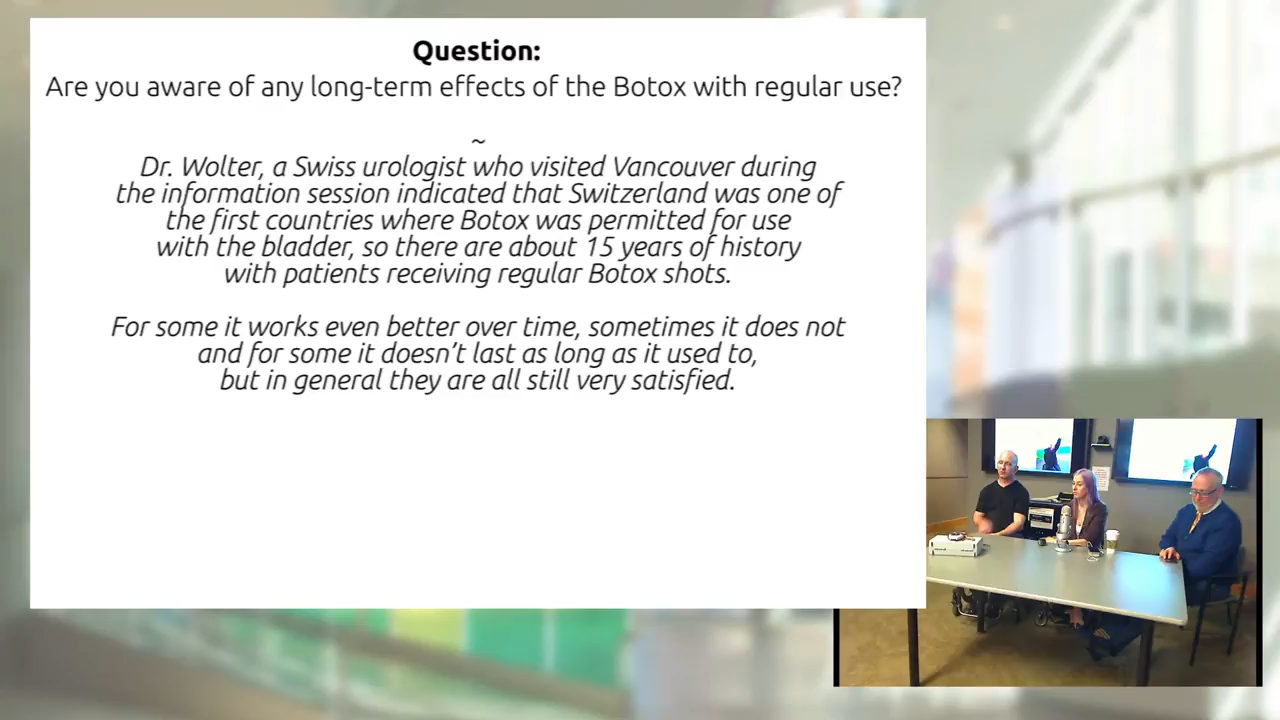 Question:
Are you aware of any long-term effects of the Botox with regular use?
~
Dr. Wolter, a Swiss urologist who visited Vancouver during
the information session indicated that Switzerland was one of
the first countries where Botox was permitted for use
with the bladder, so there are about 15 years of history
with patients receiving regular Botox shots.
For some it works even better over time, sometimes it does not
and for some it doesn't last as long as it used to,
but in general they are all still very satisfied.